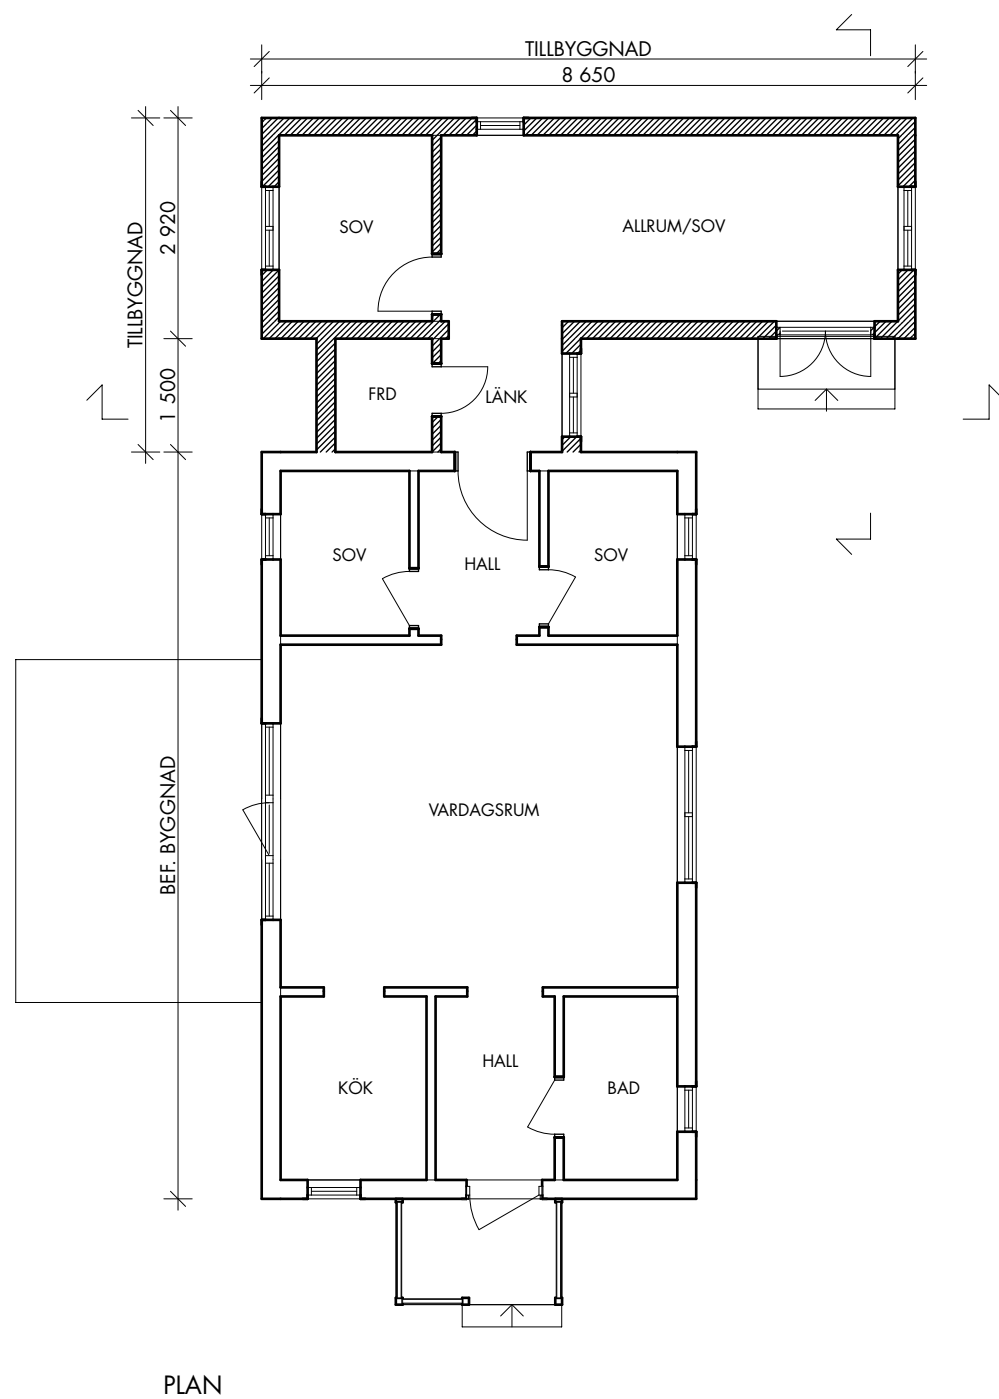 TILLBYGGNAD
8 650
TILLBYGGNAD
2 920
1 500
SOV
ALLRUM/SOV
FRD
LÄNK
SOV
HALL
SOV
BEF. BYGGNAD
VARDAGSRUM
KÖK
HALL
BAD
PLAN